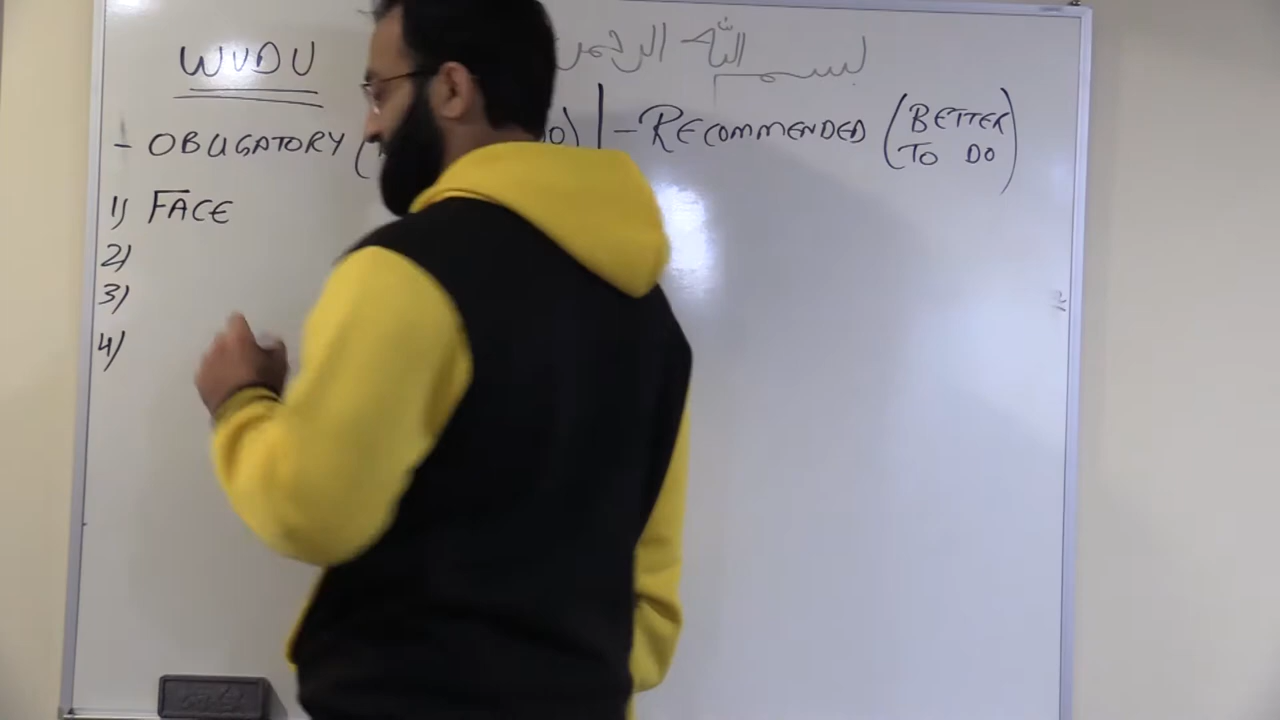 بسم الله الرحمن
WUDU
- OBLIGATORY (
- RECOMMENDED (BETTER
TO DO)
1) FACE
2)
3)
4)